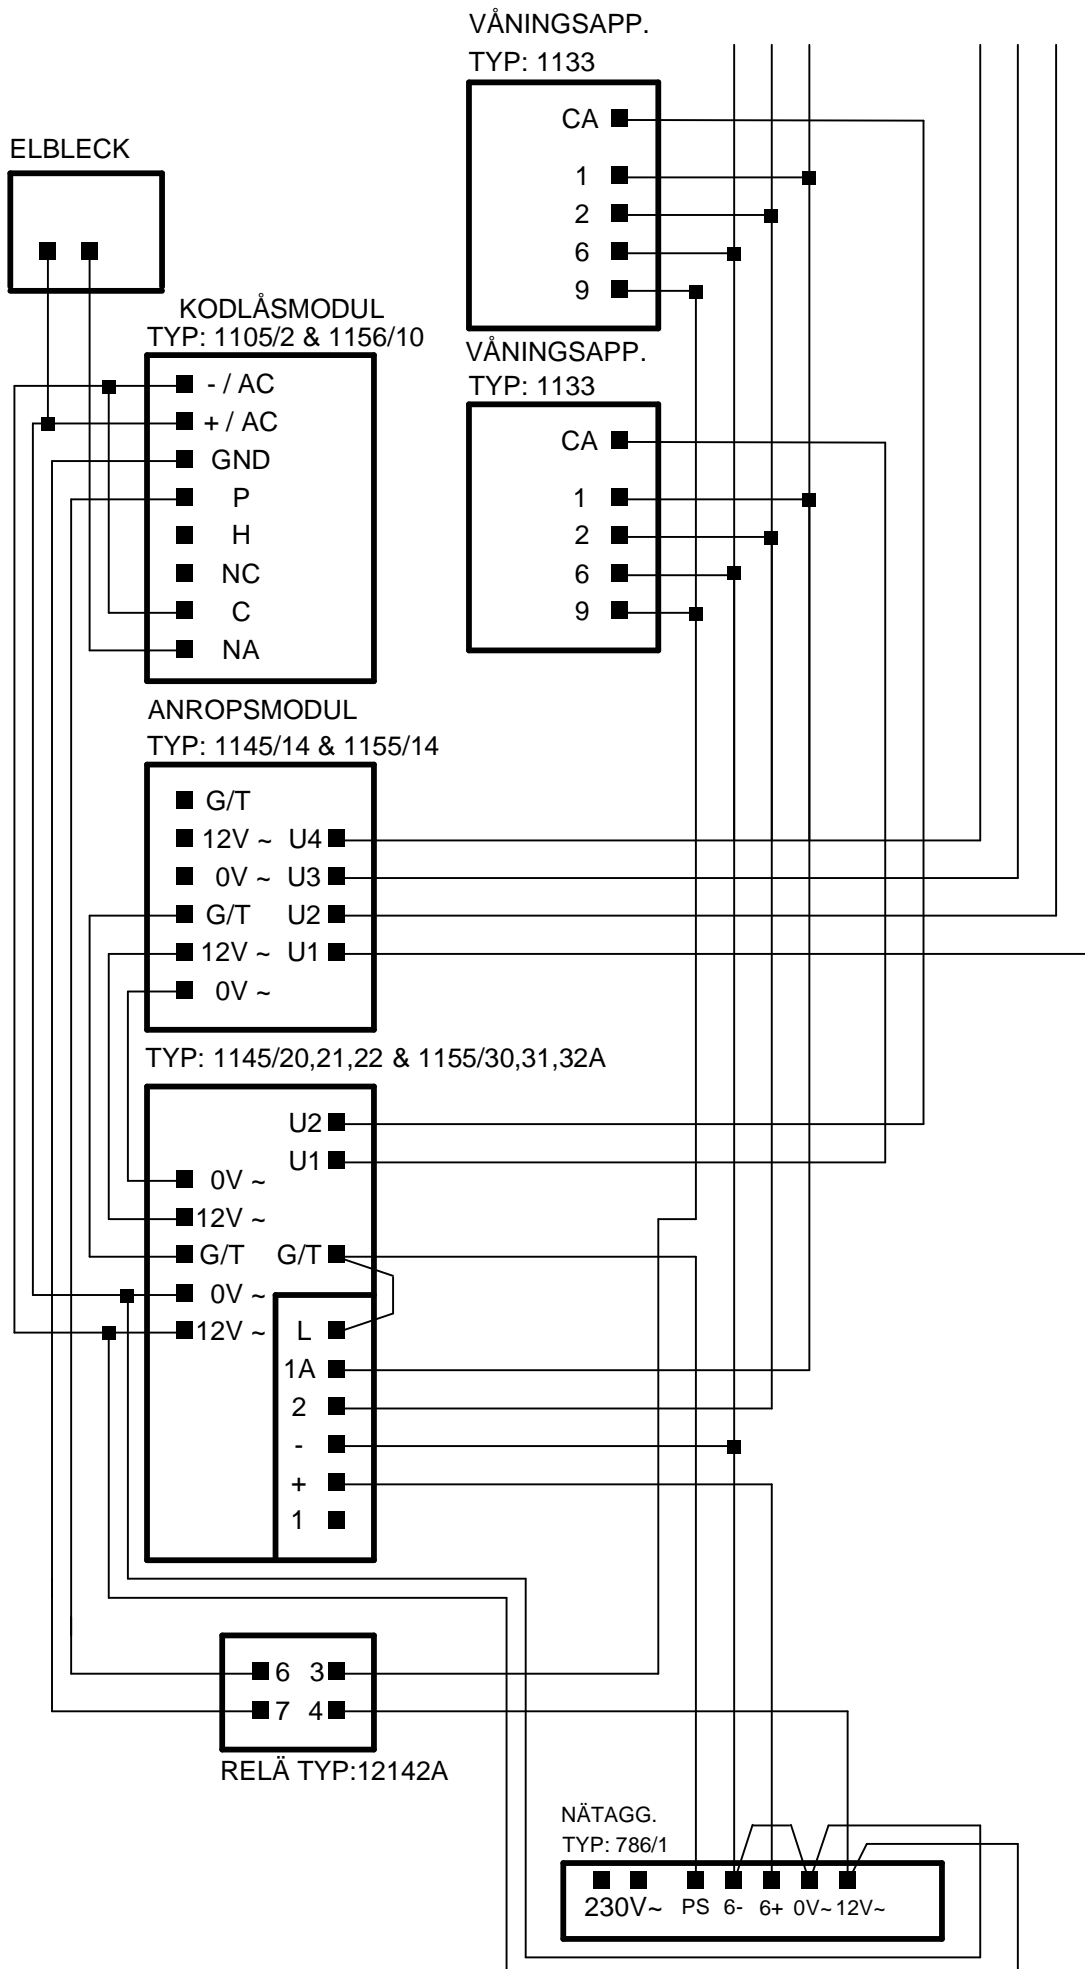 VÅNINGSAPP.
TYP: 1133
CA
1
2
6
9
ELBLECK
KODLÅSMODUL
TYP: 1105/2 & 1156/10
- / AC
+ / AC
GND
P
H
NC
C
NA
VÅNINGSAPP.
TYP: 1133
CA
1
2
6
9
ANROPSMODUL
TYP: 1145/14 & 1155/14
G/T
12V ~ U4
0V ~ U3
G/T U2
12V ~ U1
0V ~
TYP: 1145/20,21,22 & 1155/30,31,32A
U2
U1
0V ~
12V ~
G/T G/T
0V ~
12V ~ L
1A
2
-
+
1
6 3
7 4
RELÄ TYP:12142A
NÄTAGG.
TYP: 786/1
230V~ PS 6- 6+ 0V~ 12V~